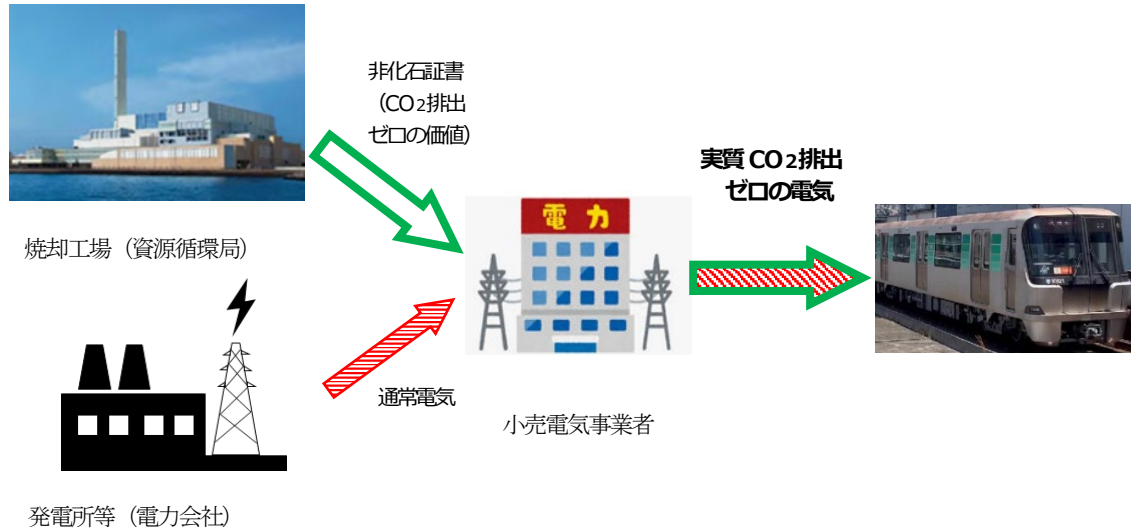 非化石証書
（CO2排出
ゼロの価値）
実質CO2排出
ゼロの電気
電力
焼却工場（資源循環局）
通常電気
小売電気事業者
発電所等（電力会社）